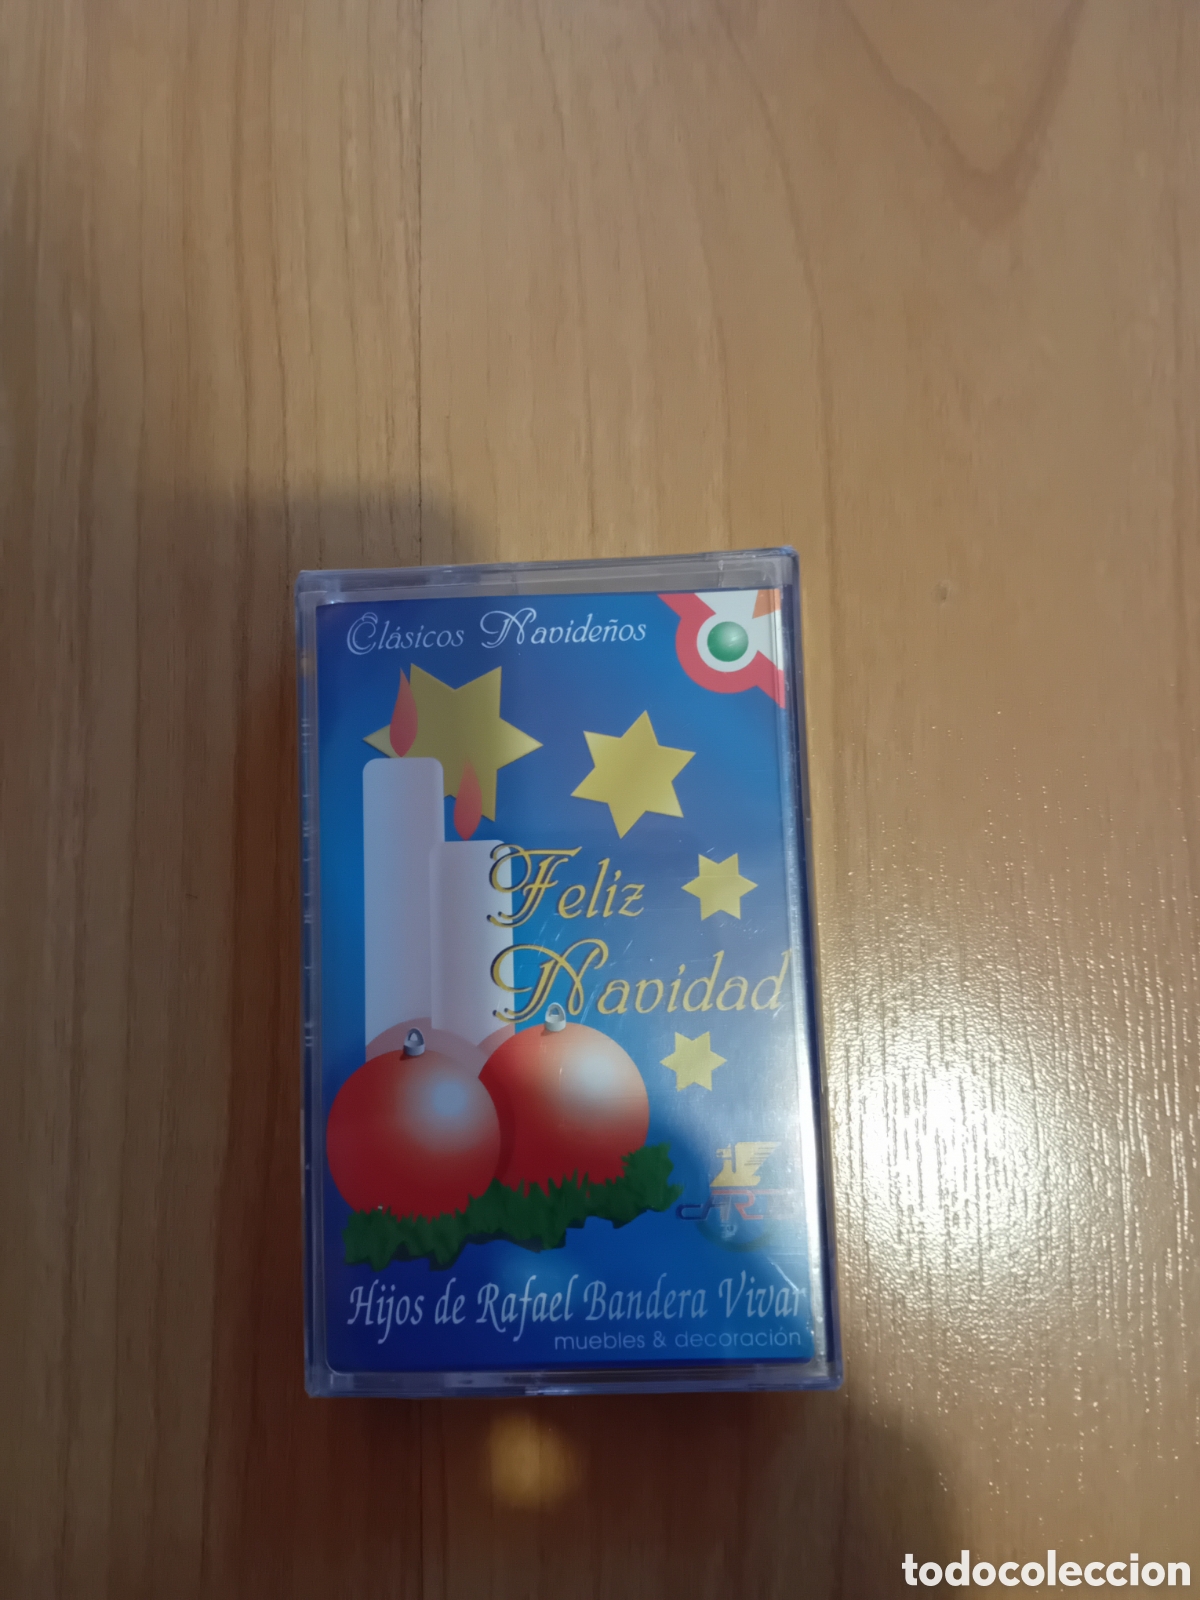 Clásicos Navideños
Feliz
Navidad
Hijos de Rafael Bandera Vivar
muebles & decoración
todocoleccion